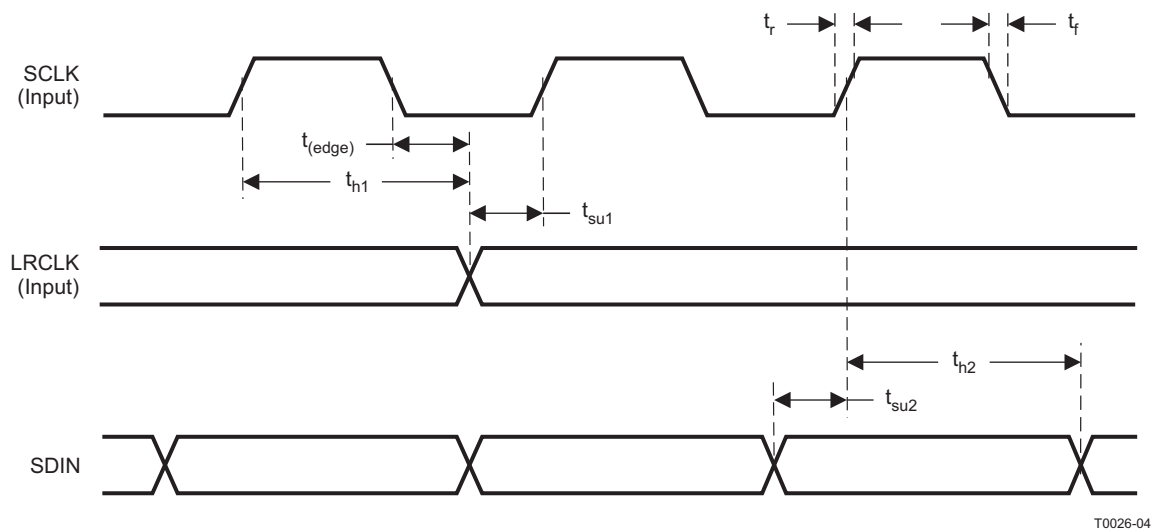 t_r
t_f
SCLK
(Input)
t_(edge)
t_h1
t_su1
LRCLK
(Input)
t_h2
t_su2
SDIN
T0026-04